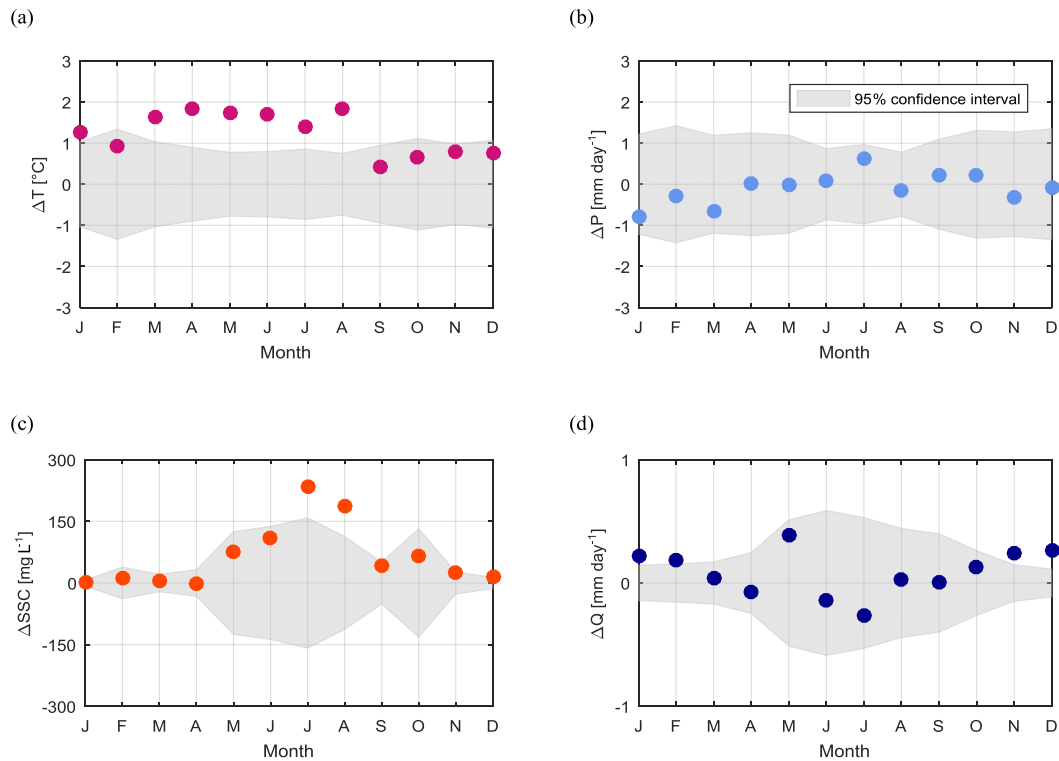 (a)
3
2
1
0
-1
-2
-3
ΔT [°C]
J F M A M J J A S O N D
Month
(b)
3
2
1
0
-1
-2
-3
ΔP [mm day⁻¹]
95% confidence interval
J F M A M J J A S O N D
Month
(c)
300
150
0
-150
-300
ΔSSC [mg L⁻¹]
J F M A M J J A S O N D
Month
(d)
1
0
-1
ΔQ [mm day⁻¹]
J F M A M J J A S O N D
Month